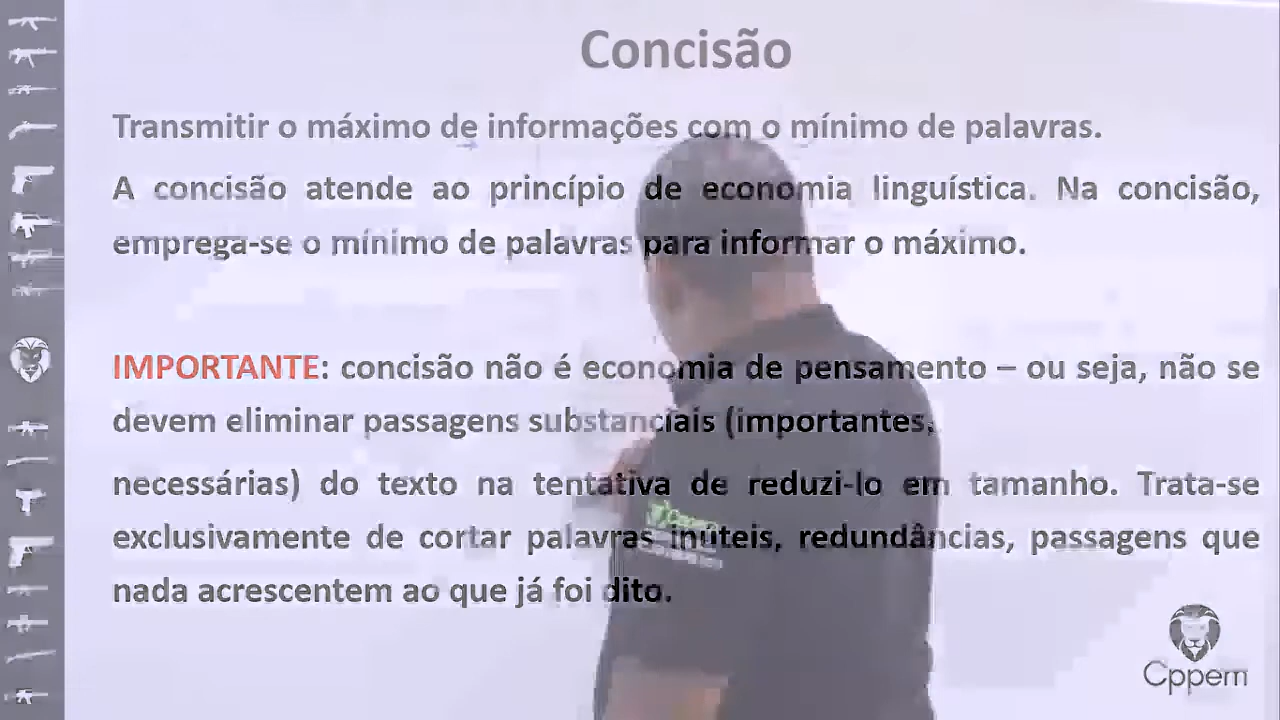 Concisão
Transmitir o máximo de informações com o mínimo de palavras.
A concisão atende ao princípio de economia linguística. Na concisão,
emprega-se o mínimo de palavras para informar o máximo.
IMPORTANTE: concisão não é economia de pensamento – ou seja, não se
devem eliminar passagens substanciais (importantes,
necessárias) do texto na tentativa de reduzi-lo em tamanho. Trata-se
exclusivamente de cortar palavras inúteis, redundâncias, passagens que
nada acrescentem ao que já foi dito.
Cppem